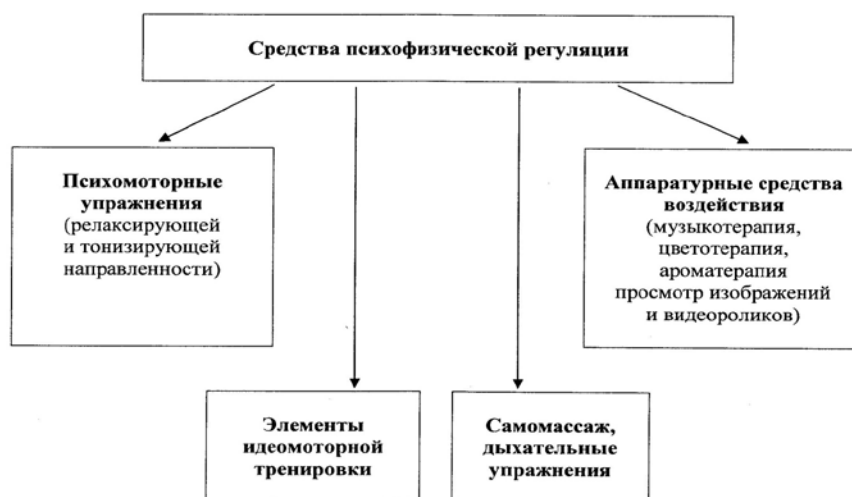 Средства психофизической регуляции
Психомоторные
упражнения
(релаксирующей
и тонизирующей
направленности)
Аппаратурные средства
воздействия
(музыкотерапия,
цветотерапия,
ароматерапия
просмотр изображений
и видеороликов)
Элементы
идеомоторной
тренировки
Самомассаж,
дыхательные
упражнения